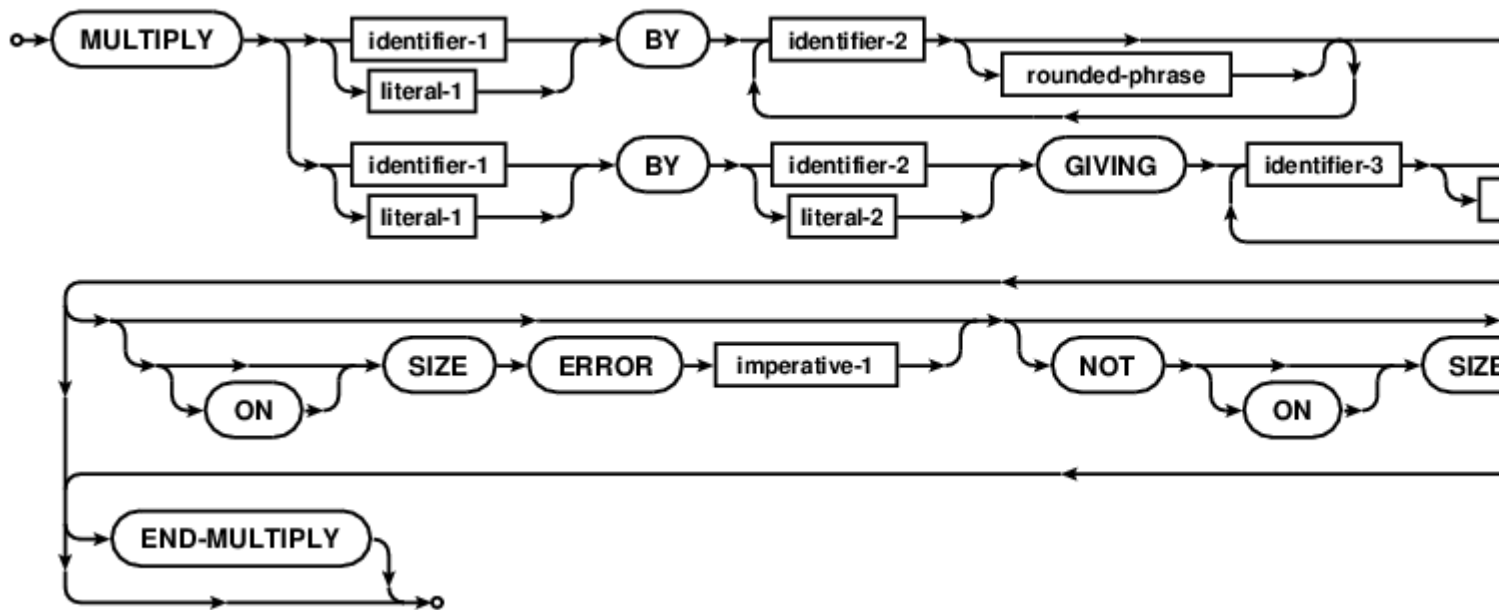 MULTIPLY identifier-1 BY identifier-2
literal-1 rounded-phrase
identifier-1 BY identifier-2 GIVING identifier-3
literal-1 literal-2
SIZE ERROR imperative-1 NOT SIZE
ON ON
END-MULTIPLY